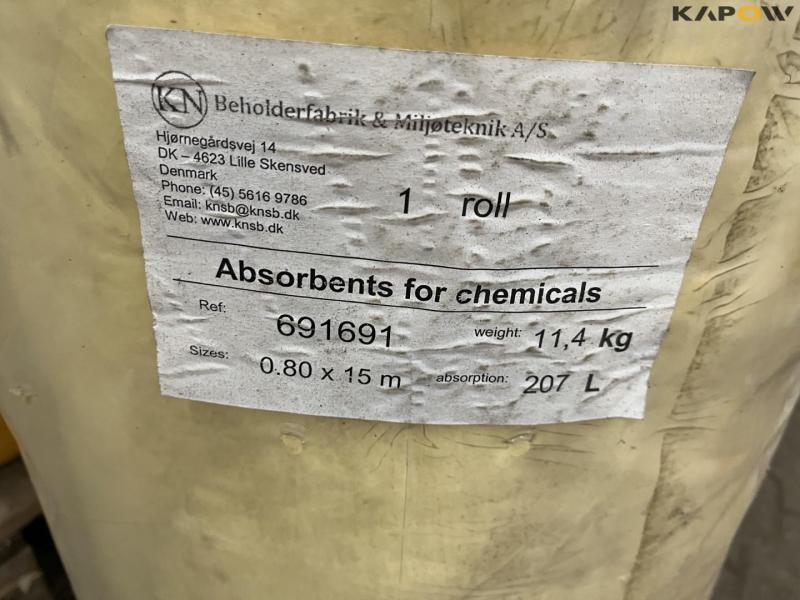 KAPOW
KN Beholderfabrik & Miljøteknik A/S
Hjørnegårdsvej 14
DK – 4623 Lille Skensved
Denmark
Phone: (45) 5616 9786
Email: knsb@knsb.dk
Web: www.knsb.dk
1 roll
Absorbents for chemicals
Ref: 691691 weight: 11,4 kg
Sizes: 0.80 x 15 m absorption: 207 L